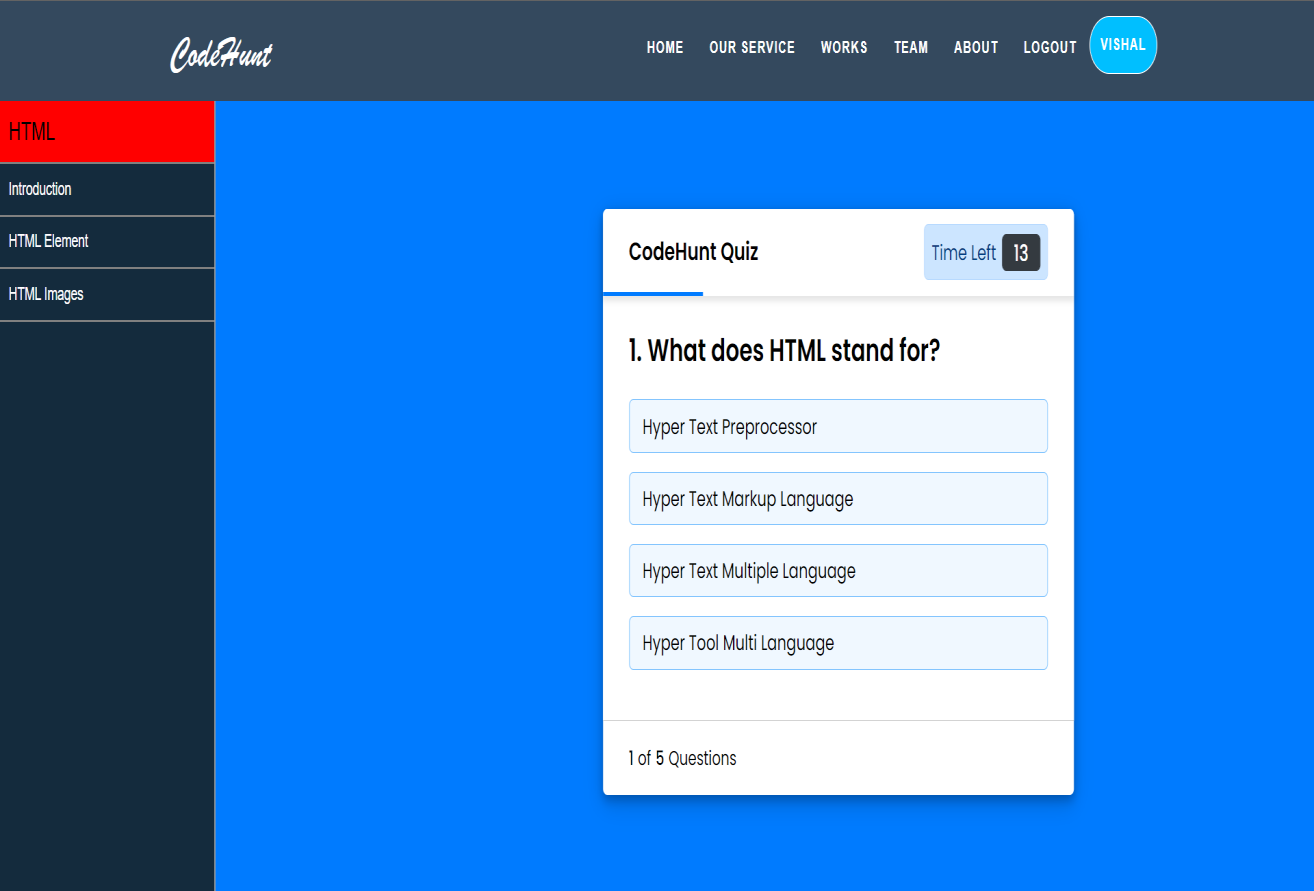 CodeHunt
HOME OUR SERVICE WORKS TEAM ABOUT LOGOUT VISHAL
HTML
Introduction
HTML Element
HTML Images
CodeHunt Quiz
Time Left 13
1. What does HTML stand for?
Hyper Text Preprocessor
Hyper Text Markup Language
Hyper Text Multiple Language
Hyper Tool Multi Language
1 of 5 Questions